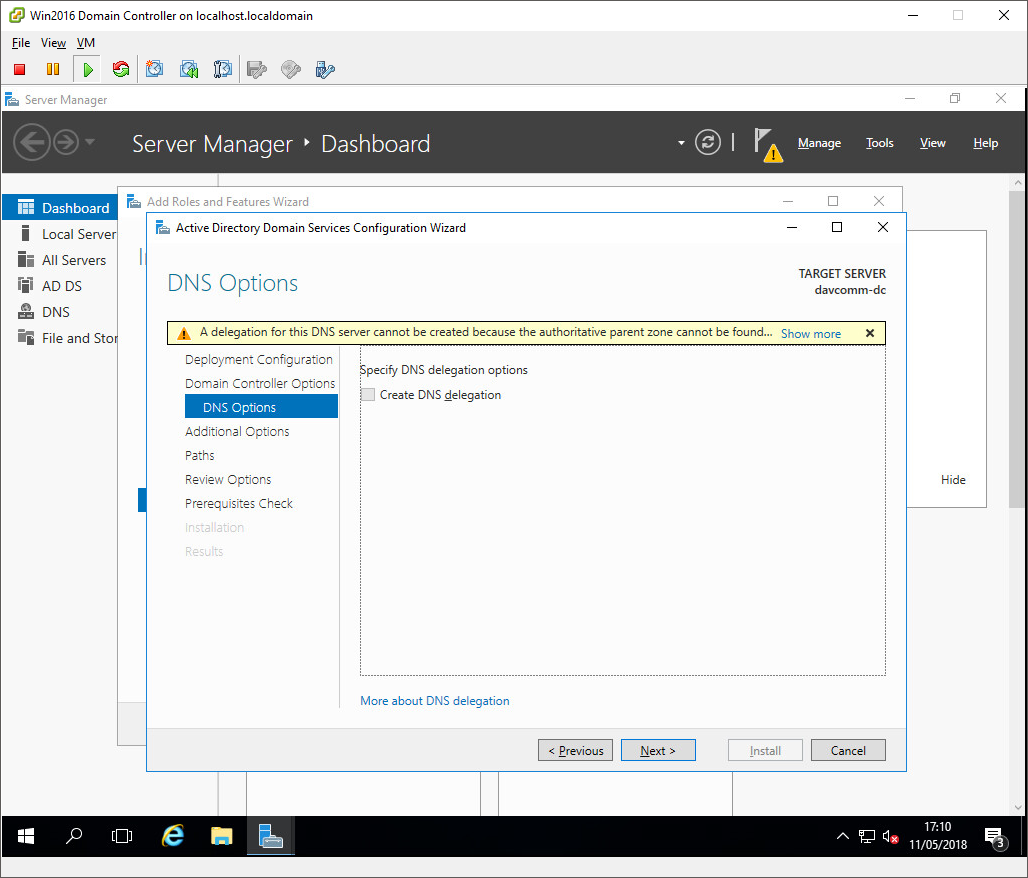 Win2016 Domain Controller on localhost.localdomain
File View VM
Server Manager
Server Manager Dashboard
Manage Tools View Help
Dashboard
Local Server
All Servers
AD DS
DNS
File and Stor
Add Roles and Features Wizard
Active Directory Domain Services Configuration Wizard
DNS Options
TARGET SERVER
davcomm-dc
A delegation for this DNS server cannot be created because the authoritative parent zone cannot be found... Show more
Deployment Configuration
Domain Controller Options
DNS Options
Additional Options
Paths
Review Options
Prerequisites Check
Installation
Results
Specify DNS delegation options
Create DNS delegation
More about DNS delegation
Hide
< Previous Next > Install Cancel
17:10
11/05/2018
3